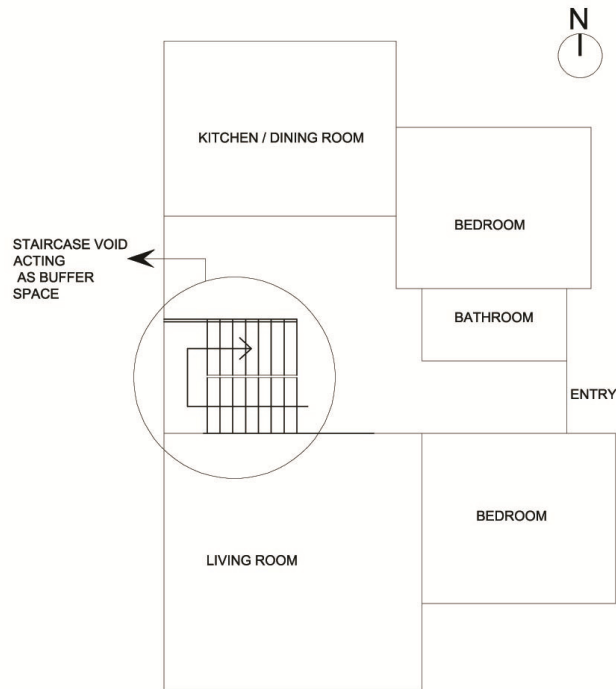 N
KITCHEN / DINING ROOM
BEDROOM
STAIRCASE VOID
ACTING
AS BUFFER
SPACE
BATHROOM
ENTRY
BEDROOM
LIVING ROOM